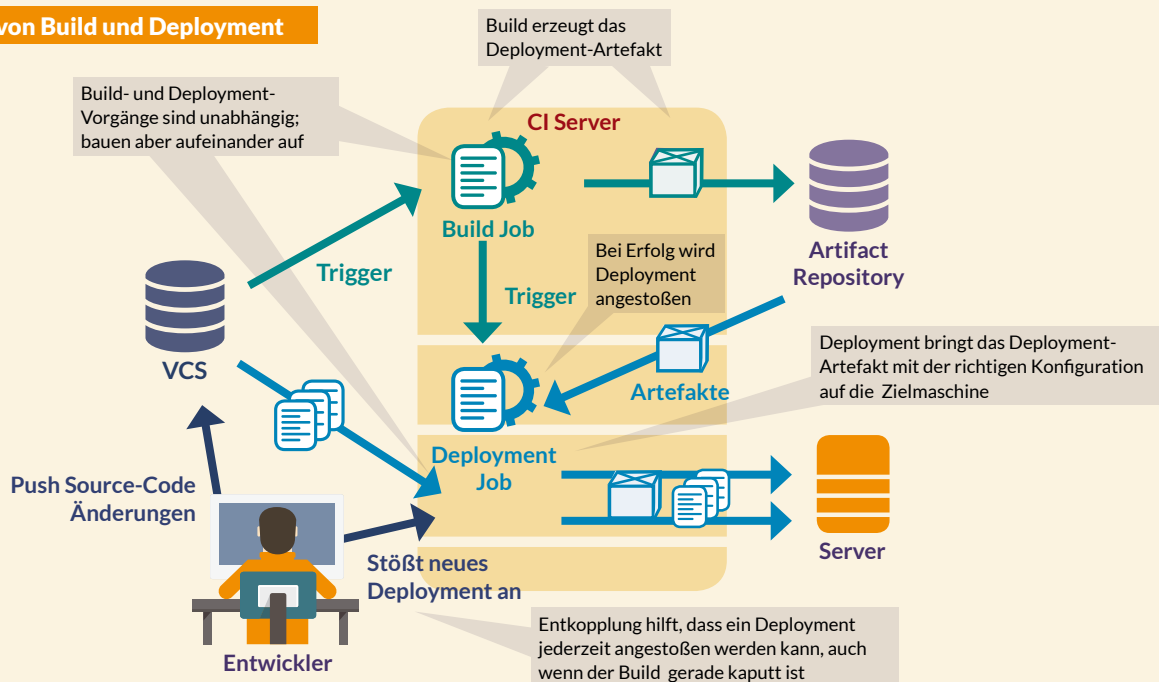 von Build und Deployment
Build erzeugt das
Deployment-Artefakt
Build- und Deployment-
Vorgänge sind unabhängig;
bauen aber aufeinander auf
CI Server
Build Job
Artifact
Repository
Trigger
Trigger
Bei Erfolg wird
Deployment
angestoßen
VCS
Artefakte
Deployment bringt das Deployment-
Artefakt mit der richtigen Konfiguration
auf die Zielmaschine
Deployment
Job
Push Source-Code
Änderungen
Server
Stößt neues
Deployment an
Entwickler
Entkopplung hilft, dass ein Deployment
jederzeit angestoßen werden kann, auch
wenn der Build gerade kaputt ist